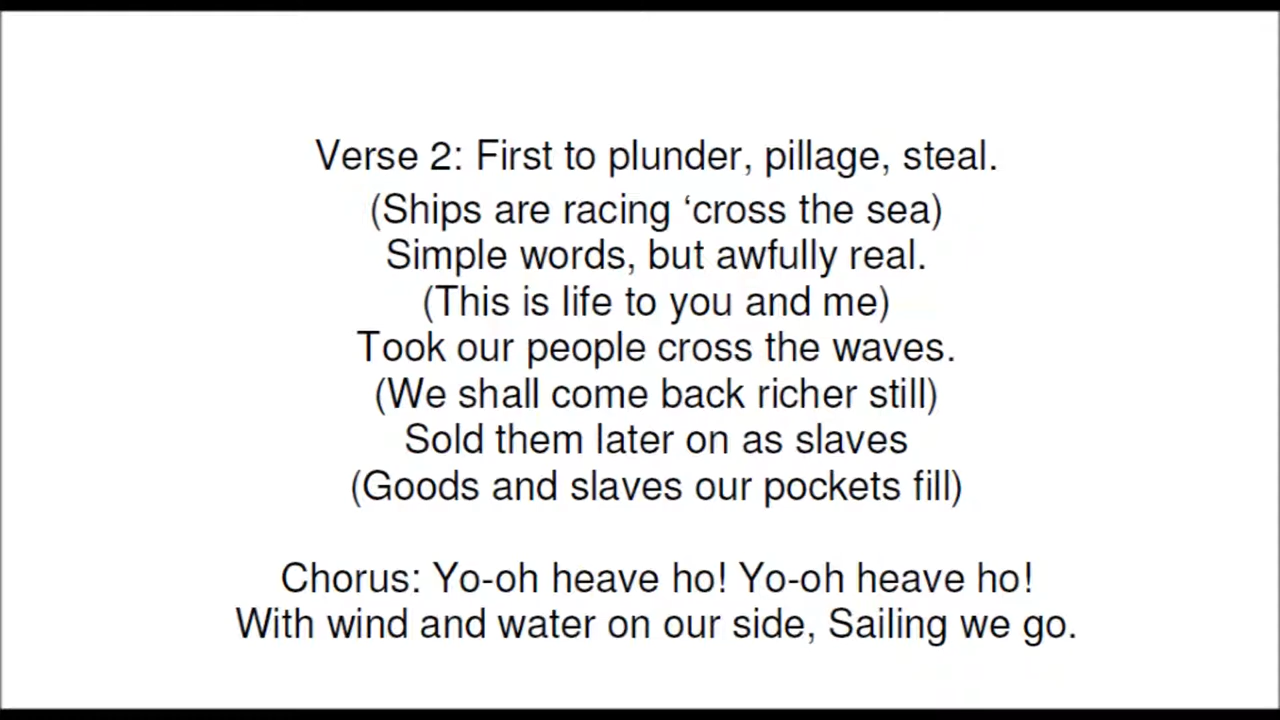 Verse 2: First to plunder, pillage, steal.
(Ships are racing ‘cross the sea)
Simple words, but awfully real.
(This is life to you and me)
Took our people cross the waves.
(We shall come back richer still)
Sold them later on as slaves
(Goods and slaves our pockets fill)
Chorus: Yo-oh heave ho! Yo-oh heave ho!
With wind and water on our side, Sailing we go.